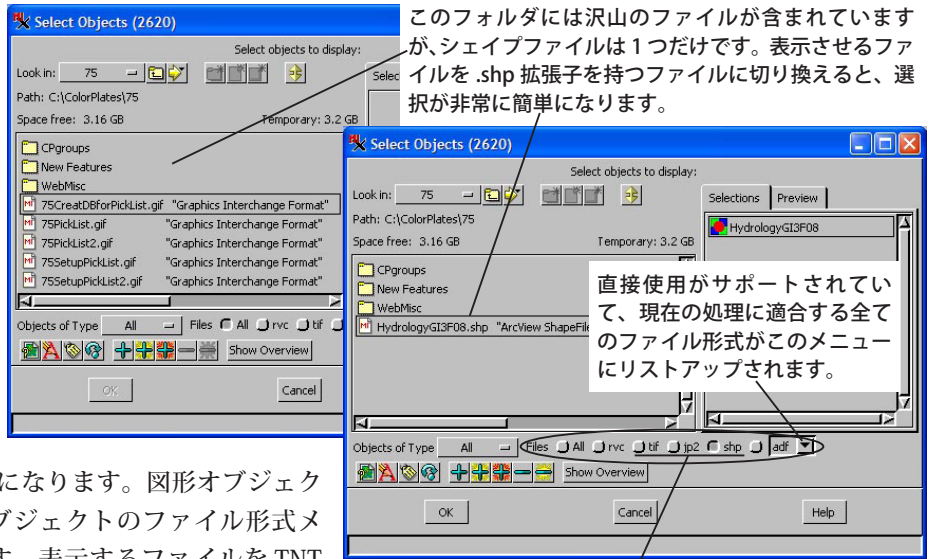 このフォルダには沢山のファイルが含まれています
が、シェイプファイルは１つだけです。表示させるファ
イルを .shp 拡張子を持つファイルに切り換えると、選
択が非常に簡単になります。
Select Objects (2620)
Select objects to display:
Look in: 75
Selec
Path: C:\ColorPlates\75
Space free: 3.16 GB Temporary: 3.2 GB
CPgroups
New Features
WebMisc
75CreatDBforPickList.gif "Graphics Interchange Format"
75PickList.gif "Graphics Interchange Format"
75PickList2.gif "Graphics Interchange Format"
75SetupPickList.gif "Graphics Interchange Format"
75SetupPickList2.gif "Graphics Interchange Format"
Objects of Type All Files All rvc tif
Show Overview
OK Cancel
Select Objects (2620)
Select objects to display:
Look in: 75
Selections Preview
Path: C:\ColorPlates\75
HydrologyGI3F08
Space free: 3.16 GB Temporary: 3.2 GB
CPgroups
New Features
WebMisc
HydrologyGI3F08.shp "ArcView ShapeFile
直接使用がサポートされてい
て、現在の処理に適合する全て
のファイル形式がこのメニュー
にリストアップされます。
Objects of Type All Files All rvc tif jp2 shp adf
Show Overview
OK Cancel Help
になります。図形オブジェク
ブジェクトのファイル形式メ
す。表示するファイルを TNT